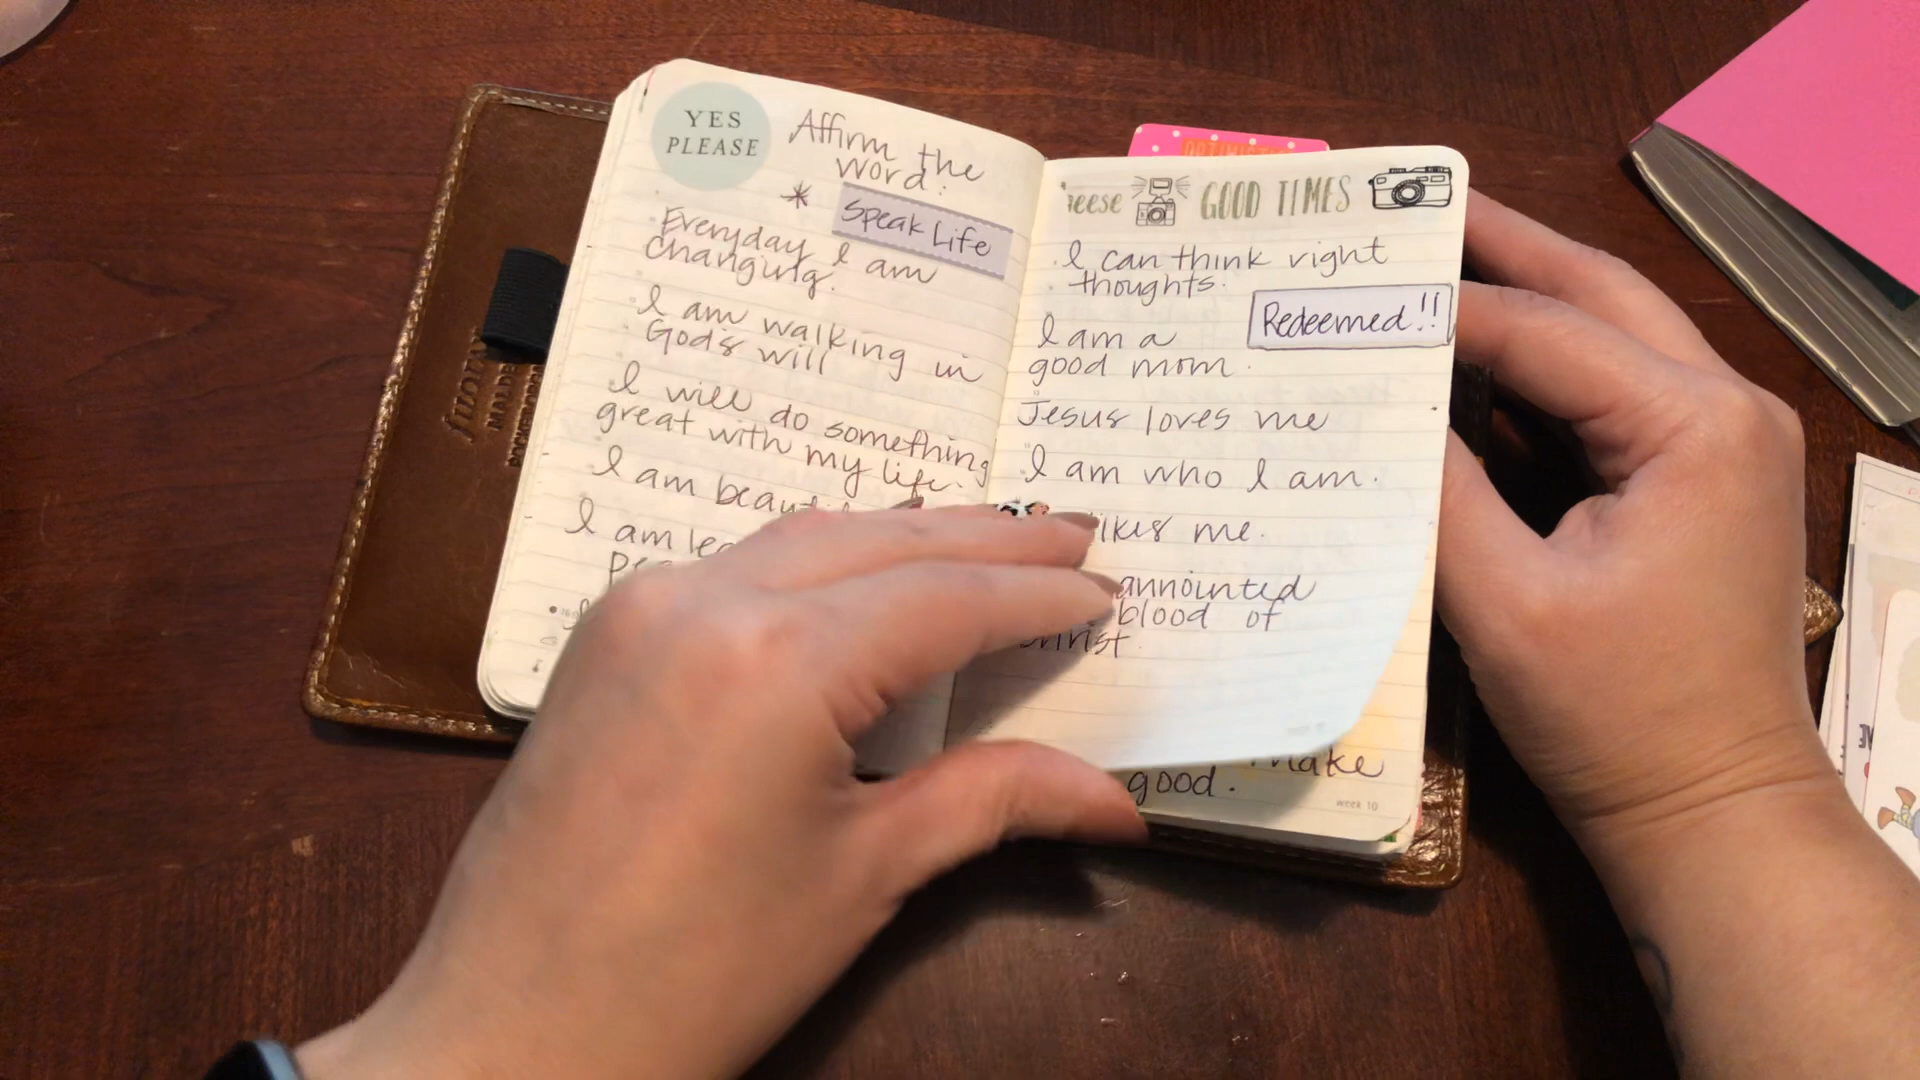 YES
PLEASE
Affirm the
word:
* Speak Life
Everyday I am
changing.
I am walking in
God's will
I will do something
great with my life.
I am
I am
GOOD TIMES
I can think right
thoughts.
Redeemed!!
I am a
good mom.
Jesus loves me
I am who I am.
likes me.
annointed
blood of
Christ.
make
good.
week 10